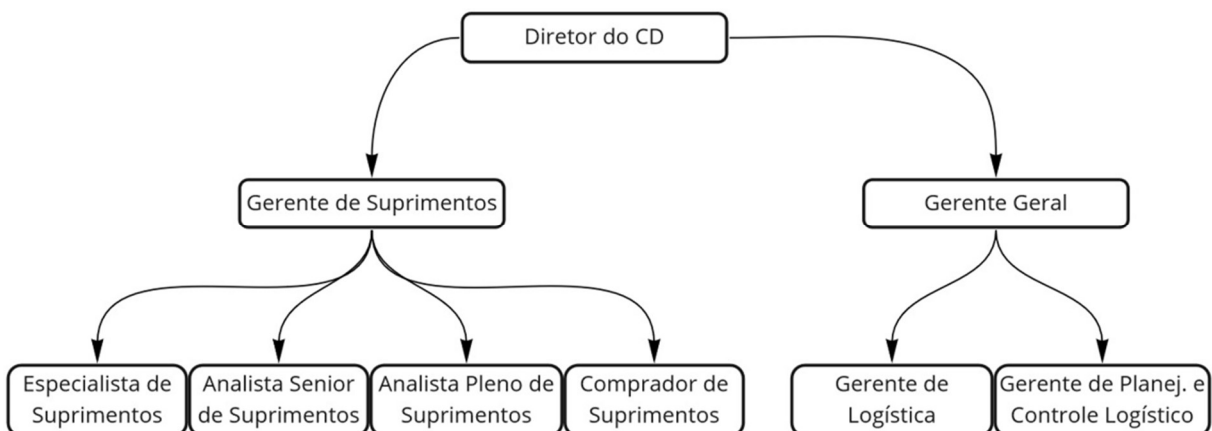 Diretor do CD
Gerente de Suprimentos
Gerente Geral
Especialista de
Suprimentos
Analista Senior
de Suprimentos
Analista Pleno de
Suprimentos
Comprador de
Suprimentos
Gerente de
Logística
Gerente de Planej. e
Controle Logístico